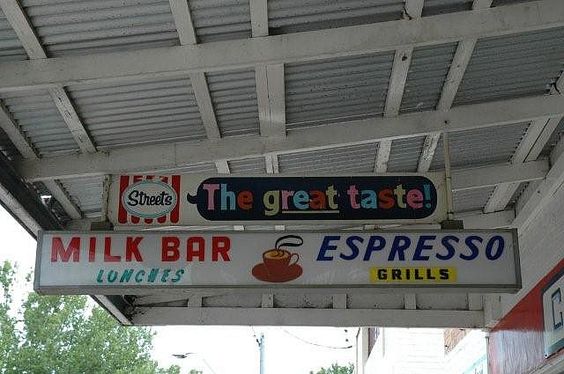 Streets The great taste!
MILK BAR ESPRESSO
LUNCHES GRILLS